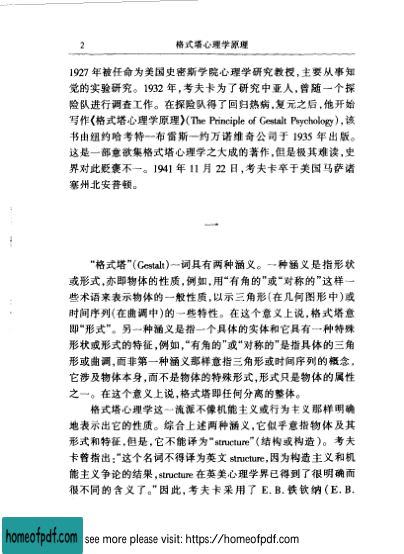 2 格式塔心理学原理
1927 年被任命为美国史密斯学院心理学研究教授，主要从事知
觉的实验研究。1932 年，考夫卡为了研究中亚人，曾随一个探
险队进行调查工作。在探险队得了回归热病，复元之后，他开始
写作《格式塔心理学原理》(The Principle of Gestalt Psychology)，该
书由纽约哈考特—布雷斯—约万诺维奇公司于 1935 年出版。
这是一部意欲集格式塔心理学之大成的著作，但是极其难读，史
界对此贬褒不一。1941 年 11 月 22 日，考夫卡卒于美国马萨诸
塞州北安普顿。
一
“格式塔”(Gestalt)一词具有两种涵义。一种涵义是指形状
或形式，亦即物体的性质，例如，用“有角的”或“对称的”这样一
些术语来表示物体的一般性质，以示三角形(在几何图形中)或
时间序列(在曲调中)的一些特性。在这个意义上说，格式塔意
即“形式”。另一种涵义是指一个具体的实体和它具有一种特殊
形状或形式的特征，例如，“有角的”或“对称的”是指具体的三角
形或曲调，而非第一种涵义那样意指三角形或时间序列的概念，
它涉及物体本身，而不是物体的特殊形式，形式只是物体的属性
之一。在这个意义上说，格式塔即任何分离的整体。
格式塔心理学这一流派不像机能主义或行为主义那样明确
地表示出它的性质。综合上述两种涵义，它似乎意指物体及其
形式和特征，但是，它不能译为“structure”(结构或构造)。考夫
卡曾指出：“这个名词不得译为英文 structure，因为构造主义和机
能主义争论的结果，structure 在英美心理学界已得到了很明确而
很不同的含义了。”因此，考夫卡采用了 E. B. 铁钦纳(E. B.
homeofpdf.com
see more please visit: https://homeofpdf.com